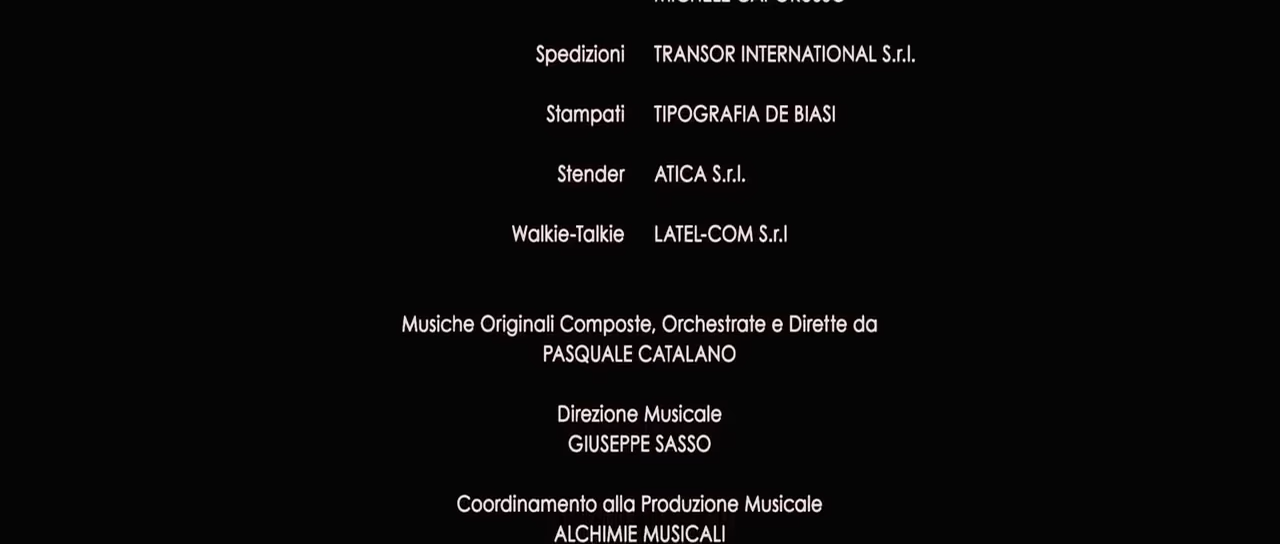 Spedizioni TRANSOR INTERNATIONAL S.r.l.
Stampati TIPOGRAFIA DE BIASI
Stender ATICA S.r.l.
Walkie-Talkie LATEL-COM S.r.l
Musiche Originali Composte, Orchestrate e Dirette da
PASQUALE CATALANO
Direzione Musicale
GIUSEPPE SASSO
Coordinamento alla Produzione Musicale
ALCHIMIE MUSICALI